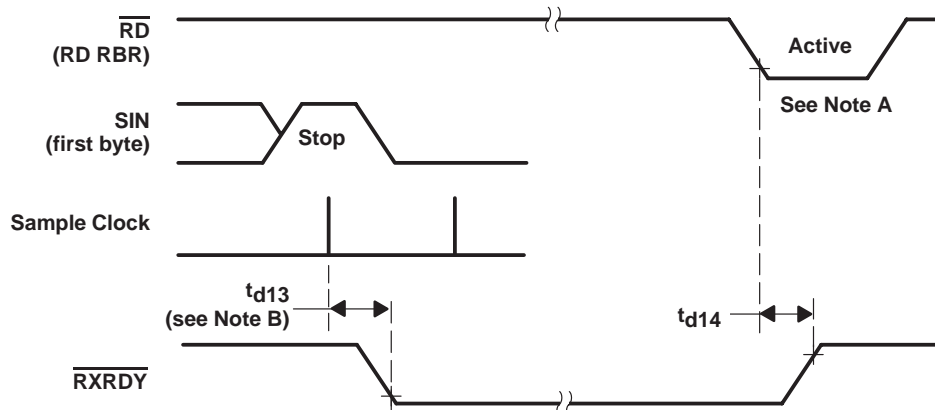 RD
(RD RBR)
Active
See Note A
SIN
(first byte)
Stop
Sample Clock
td13
(see Note B)
td14
RXRDY